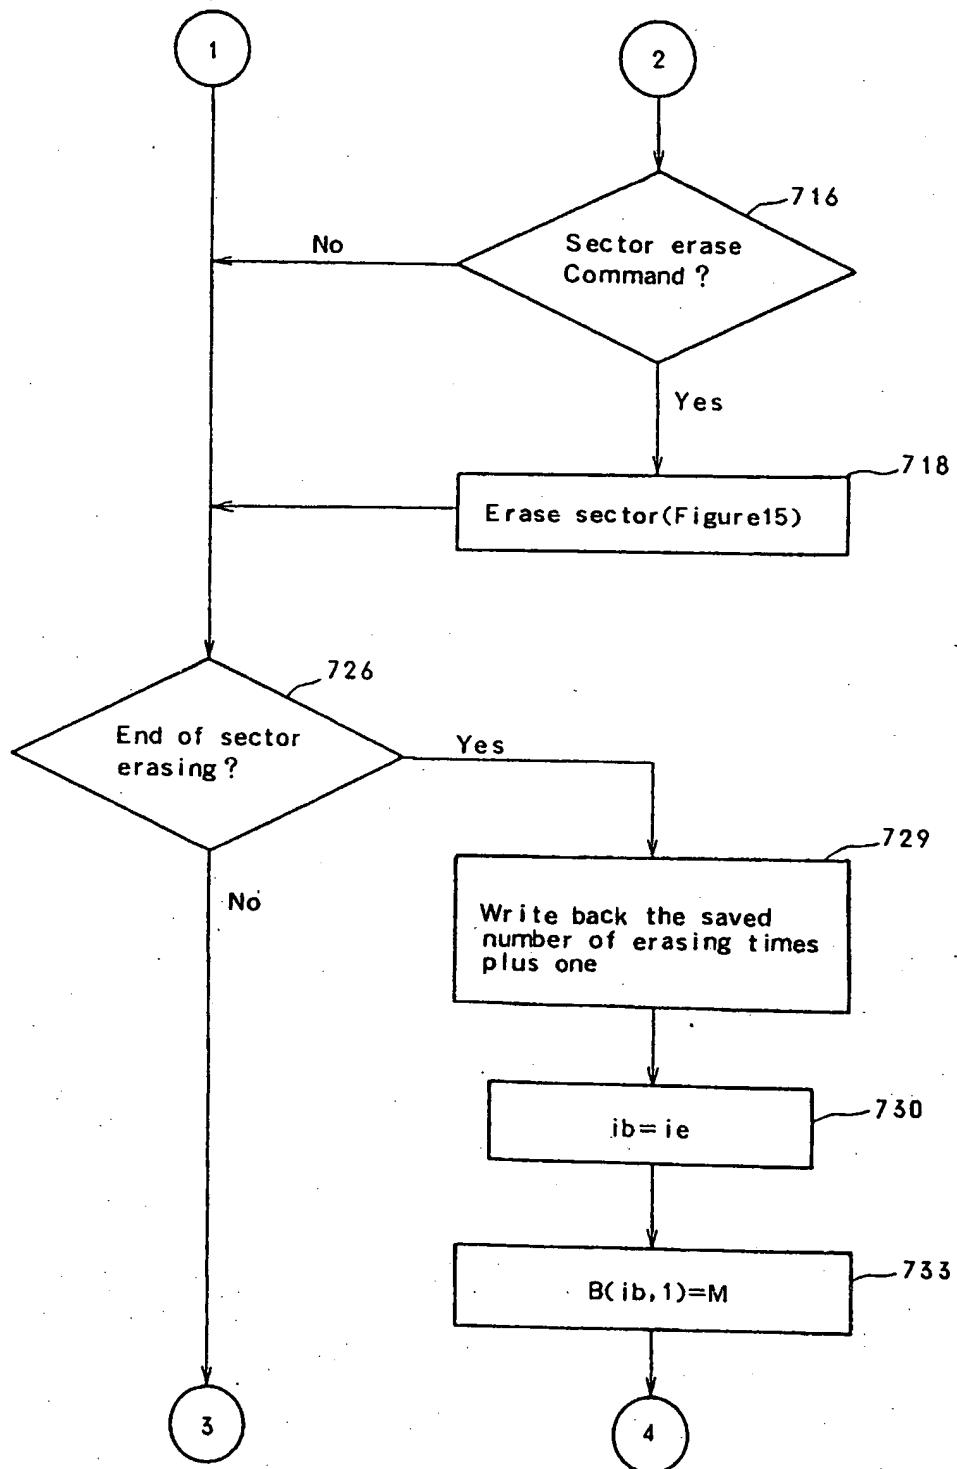 1
2
716
Sector erase
Command?
No
Yes
718
Erase sector(Figure15)
726
End of sector
erasing?
Yes
No
729
Write back the saved
number of erasing times
plus one
730
ib=ie
733
B(ib,1)=M
3
4